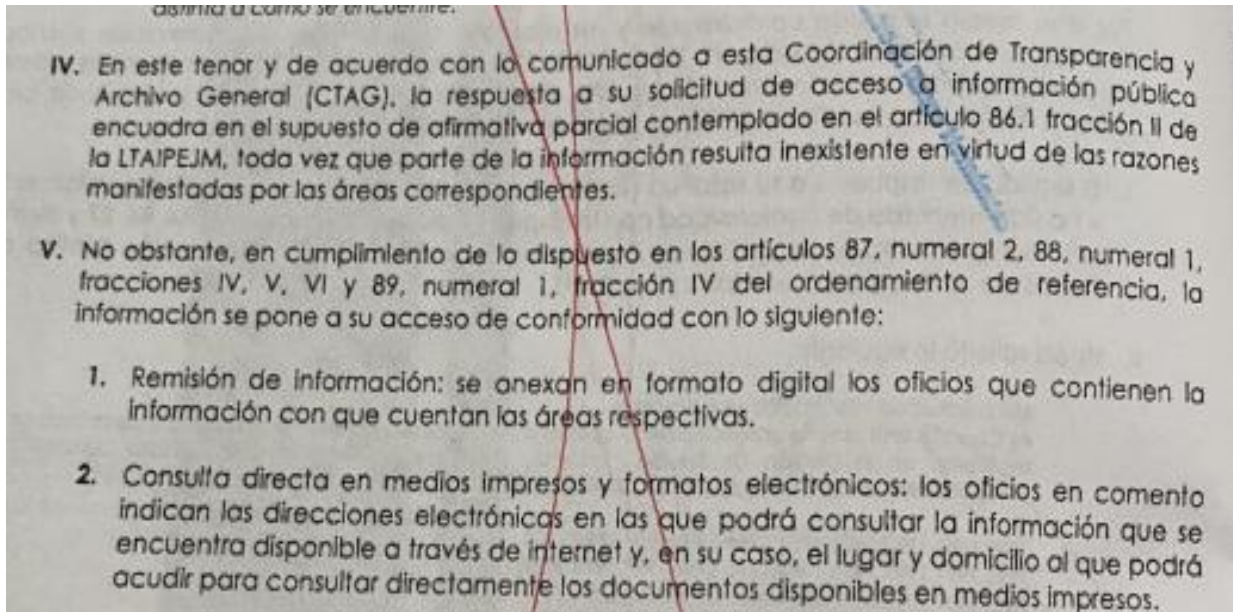 distinta a como se encuentre.
IV. En este tenor y de acuerdo con lo comunicado a esta Coordinación de Transparencia y
Archivo General (CTAG), la respuesta a su solicitud de acceso a información pública
encuadra en el supuesto de afirmativa parcial contemplado en el artículo 86.1 fracción II de
la LTAIPEJM, toda vez que parte de la información resulta inexistente en virtud de las razones
manifestadas por las áreas correspondientes.
V. No obstante, en cumplimiento de lo dispuesto en los artículos 87, numeral 2, 88, numeral 1,
fracciones IV, V, VI y 89, numeral 1, fracción IV del ordenamiento de referencia, la
información se pone a su acceso de conformidad con lo siguiente:
1. Remisión de información: se anexan en formato digital los oficios que contienen la
información con que cuentan las áreas respectivas.
2. Consulta directa en medios impresos y formatos electrónicos: los oficios en comento
indican las direcciones electrónicas en las que podrá consultar la información que se
encuentra disponible a través de internet y, en su caso, el lugar y domicilio al que podrá
acudir para consultar directamente los documentos disponibles en medios impresos.